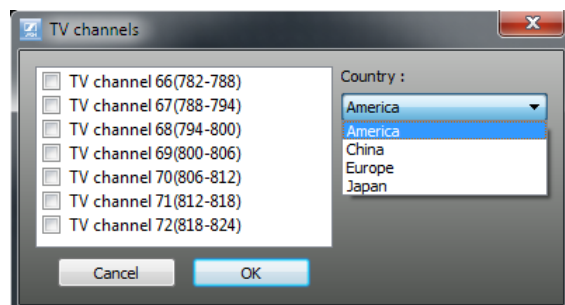 TV channels
TV channel 66(782-788)
TV channel 67(788-794)
TV channel 68(794-800)
TV channel 69(800-806)
TV channel 70(806-812)
TV channel 71(812-818)
TV channel 72(818-824)
Country :
America
America
China
Europe
Japan
Cancel
OK